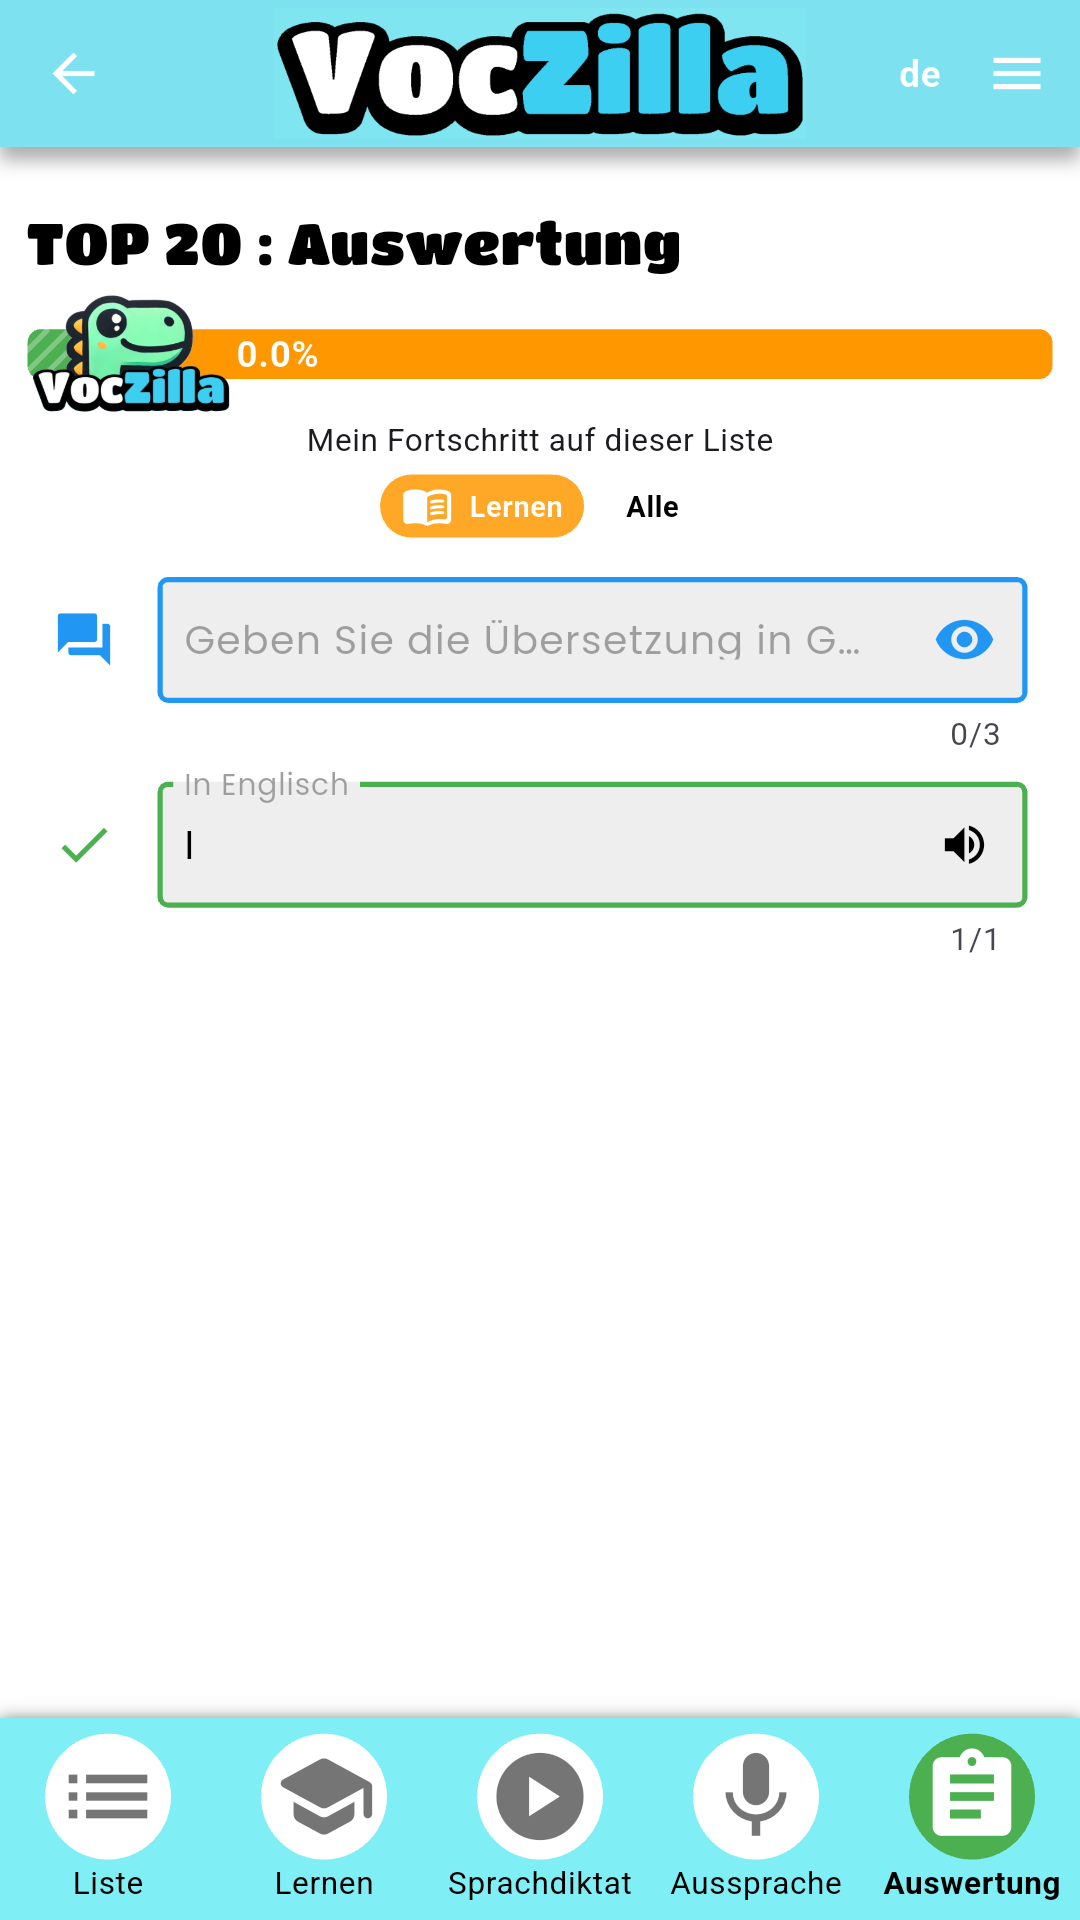 VocZilla
de
TOP 20 : Auswertung
0.0%
VocZilla
Mein Fortschritt auf dieser Liste
Lernen
Alle
Geben Sie die Übersetzung in G...
0/3
In Englisch
I
1/1
Liste
Lernen
Sprachdiktat
Aussprache
Auswertung